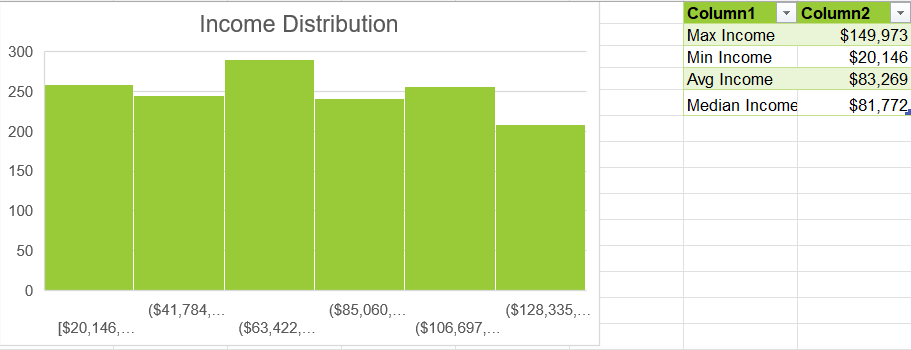 Income Distribution
300
250
200
150
100
50
0
[$20,146,...
($41,784,...
($63,422,...
($85,060,...
($106,697,...
($128,335,...
Column1 Column2
Max Income $149,973
Min Income $20,146
Avg Income $83,269
Median Income $81,772